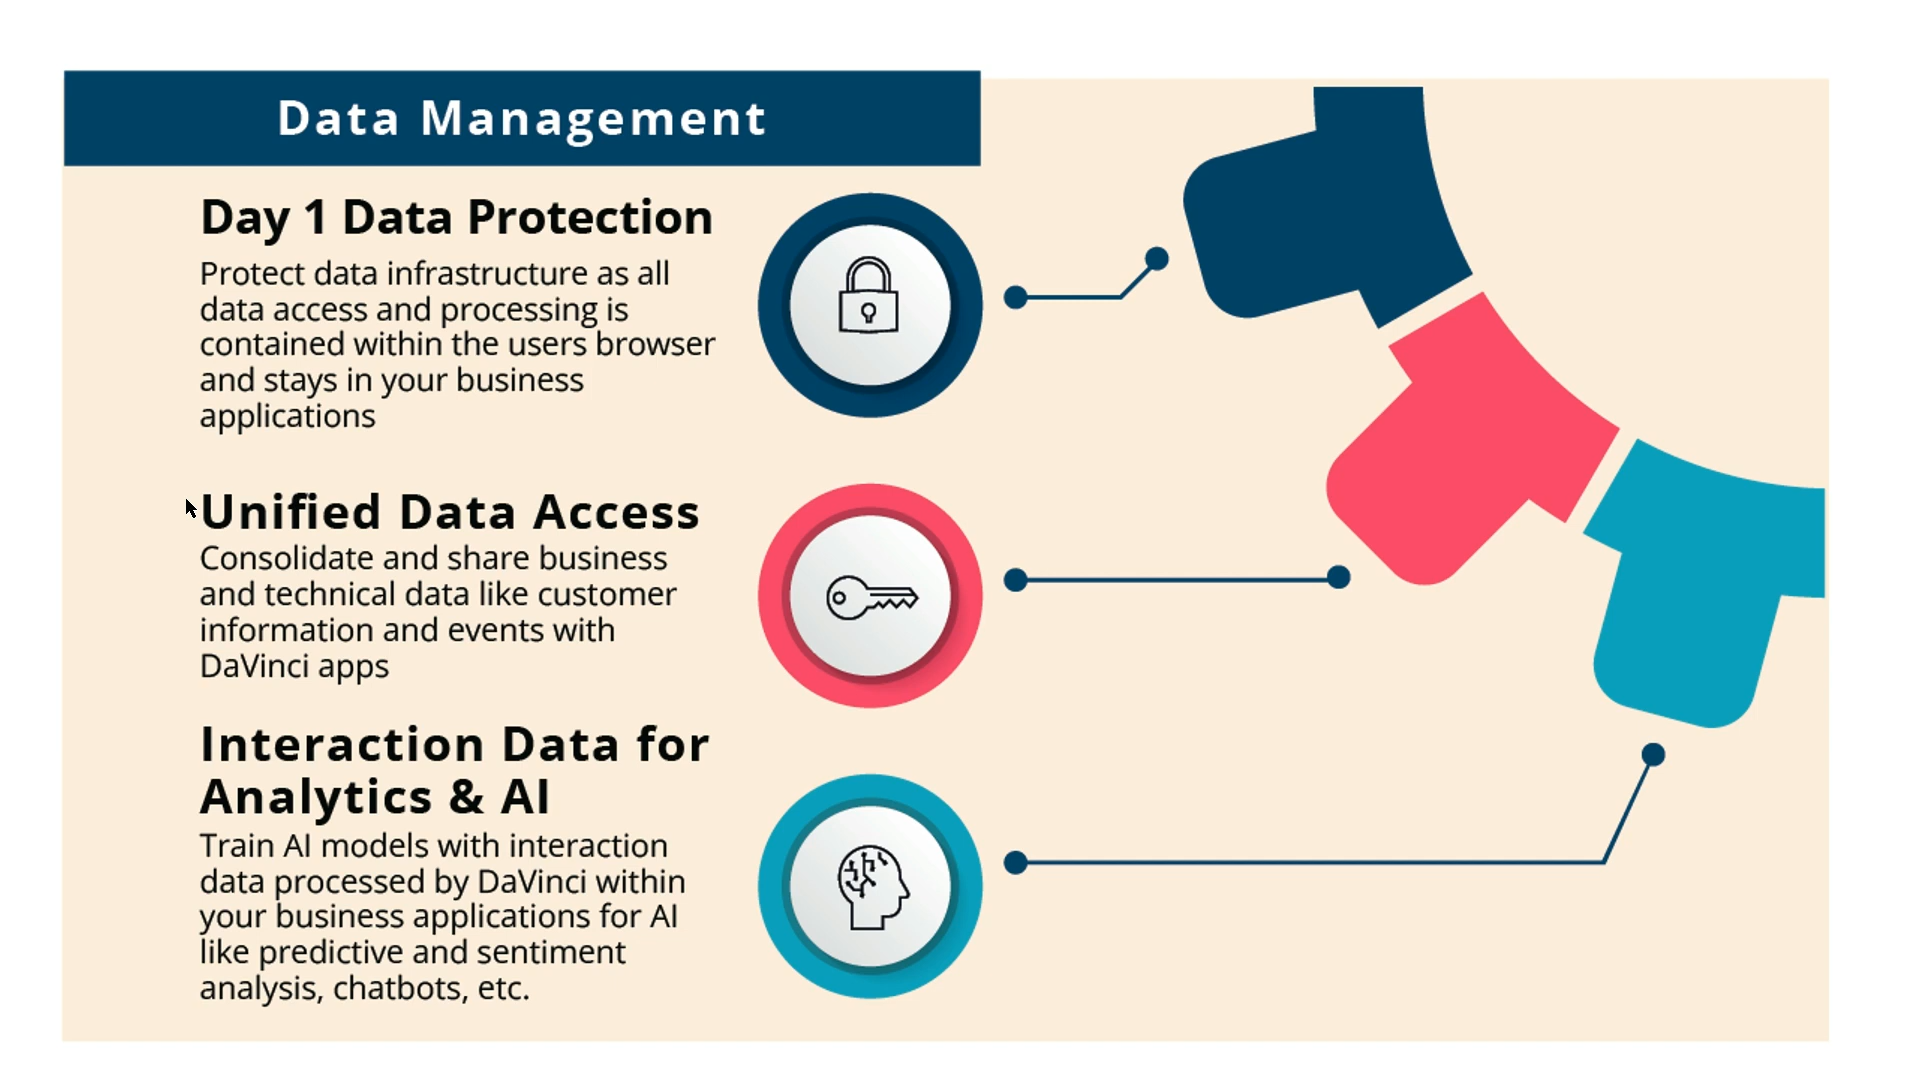 Data Management
Day 1 Data Protection
Protect data infrastructure as all
data access and processing is
contained within the users browser
and stays in your business
applications
Unified Data Access
Consolidate and share business
and technical data like customer
information and events with
DaVinci apps
Interaction Data for
Analytics & AI
Train AI models with interaction
data processed by DaVinci within
your business applications for AI
like predictive and sentiment
analysis, chatbots, etc.